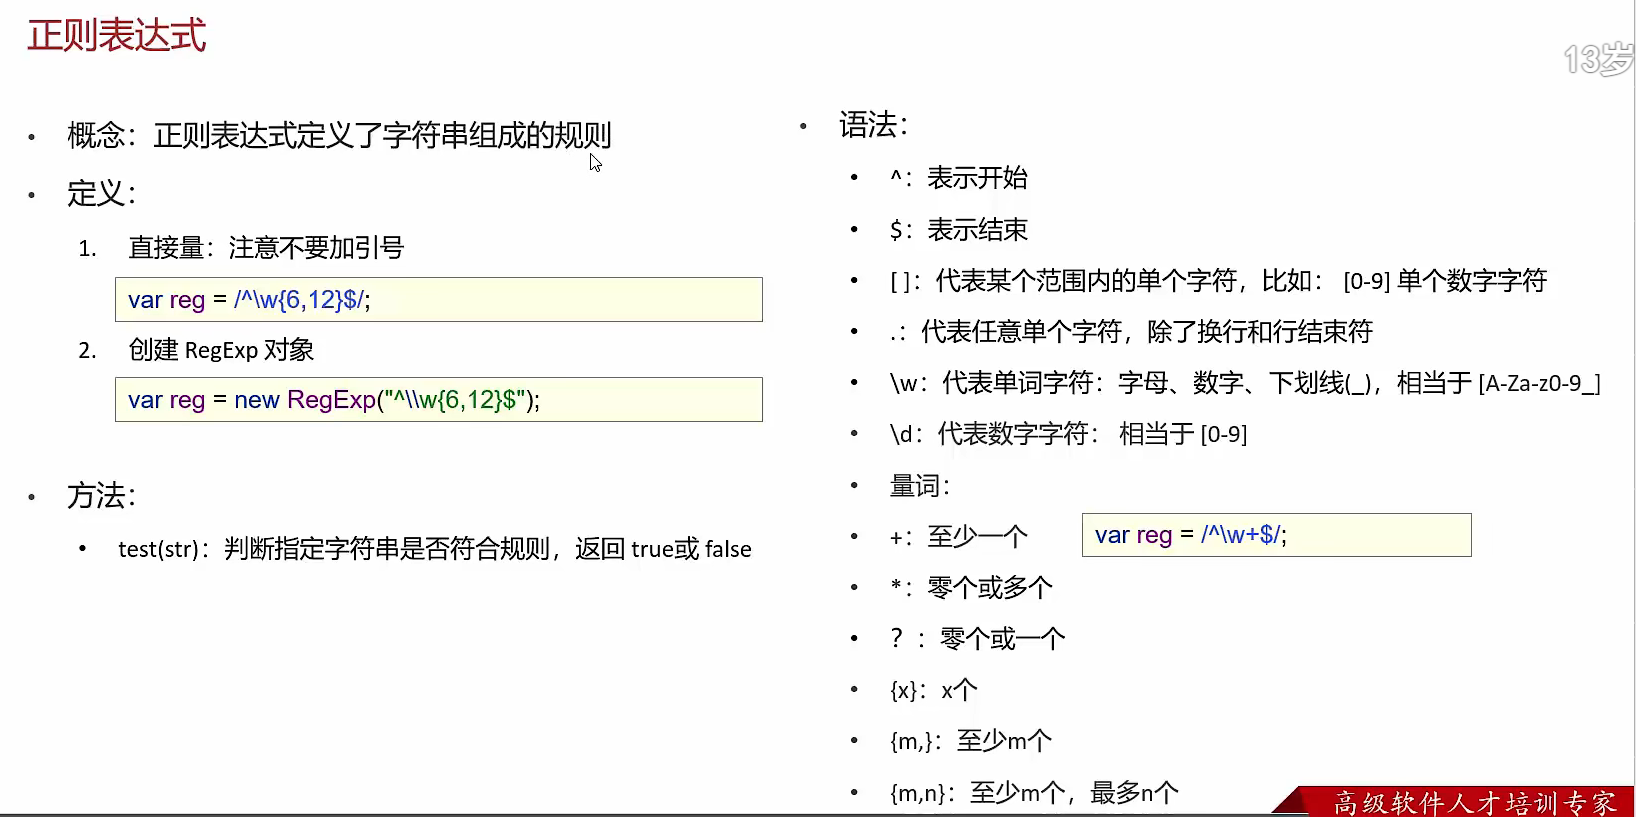 正则表达式
13岁
• 概念：正则表达式定义了字符串组成的规则
• 定义：
1. 直接量：注意不要加引号
var reg = /^\w{6,12}$/;
2. 创建 RegExp 对象
var reg = new RegExp("^\\w{6,12}$");
• 方法：
• test(str)：判断指定字符串是否符合规则，返回 true或 false
• 语法：
• ^：表示开始
• $：表示结束
• [ ]：代表某个范围内的单个字符，比如： [0-9] 单个数字字符
• .：代表任意单个字符，除了换行和行结束符
• \w：代表单词字符：字母、数字、下划线(_)，相当于 [A-Za-z0-9_]
• \d：代表数字字符： 相当于 [0-9]
• 量词：
• +：至少一个
var reg = /^\w+$/;
• *：零个或多个
• ？：零个或一个
• {x}：x个
• {m,}：至少m个
• {m,n}：至少m个，最多n个
高级软件人才培训专家